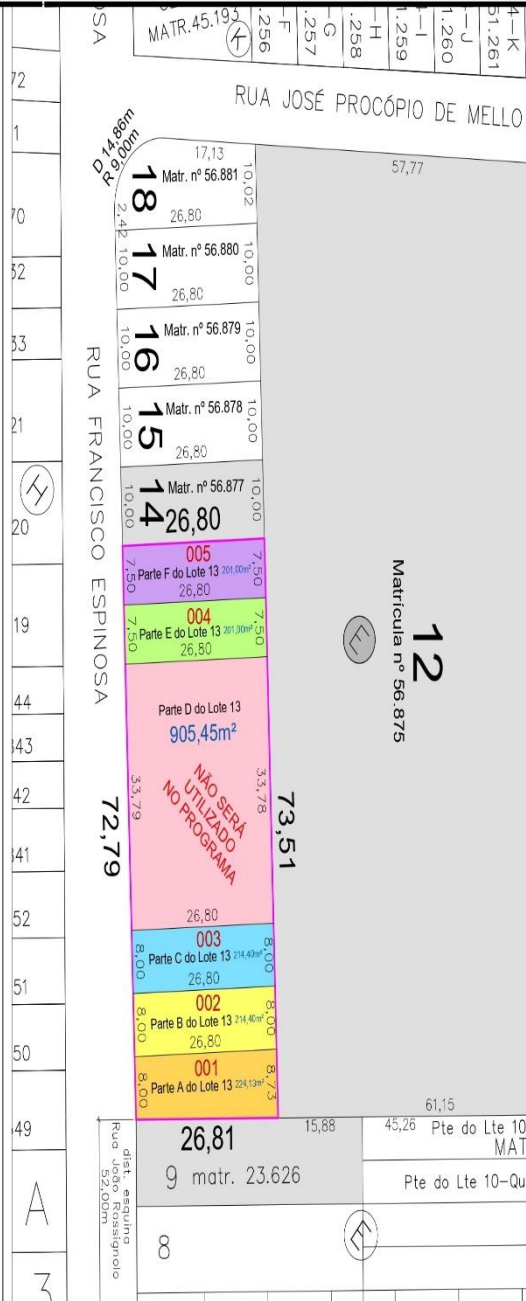 OSA
MATR.45.193
K
-F
.256
-G
.257
-H
.258
4-I
1.259
-J
1.260
4-K
51.261
RUA JOSÉ PROCÓPIO DE MELLO
72
1
70
52
33
21
H
20
19
44
343
42
341
52
51
50
49
A
3
D 14,86m
R 9,00m
17,13
57,77
18
Matr. nº 56.881
10,02
2,42
26,80
17
Matr. nº 56.880
10,00
10,00
26,80
16
Matr. nº 56.879
10,00
10,00
26,80
15
Matr. nº 56.878
10,00
10,00
26,80
14
Matr. nº 56.877
10,00
10,00
26,80
RUA FRANCISCO ESPINOSA
005
Parte F do Lote 13 201,00m²
7,50
7,50
26,80
004
Parte E do Lote 13 201,00m²
7,50
7,50
26,80
Parte D do Lote 13
905,45m²
NÃO SERÁ
UTILIZADO
NO PROGRAMA
33,79
33,78
72,79
73,51
26,80
003
Parte C do Lote 13 214,40m²
8,00
8,00
26,80
002
Parte B do Lote 13 214,40m²
8,00
8,00
26,80
001
Parte A do Lote 13 224,13m²
8,00
8,73
12
Matrícula nº 56.875
E
61,15
26,81
15,88
45,26
Pte do Lte 10
MAT
9 matr. 23.626
Pte do Lte 10-Qu
dist. esquina
Rua João Rossignolo
52,00m
8
E